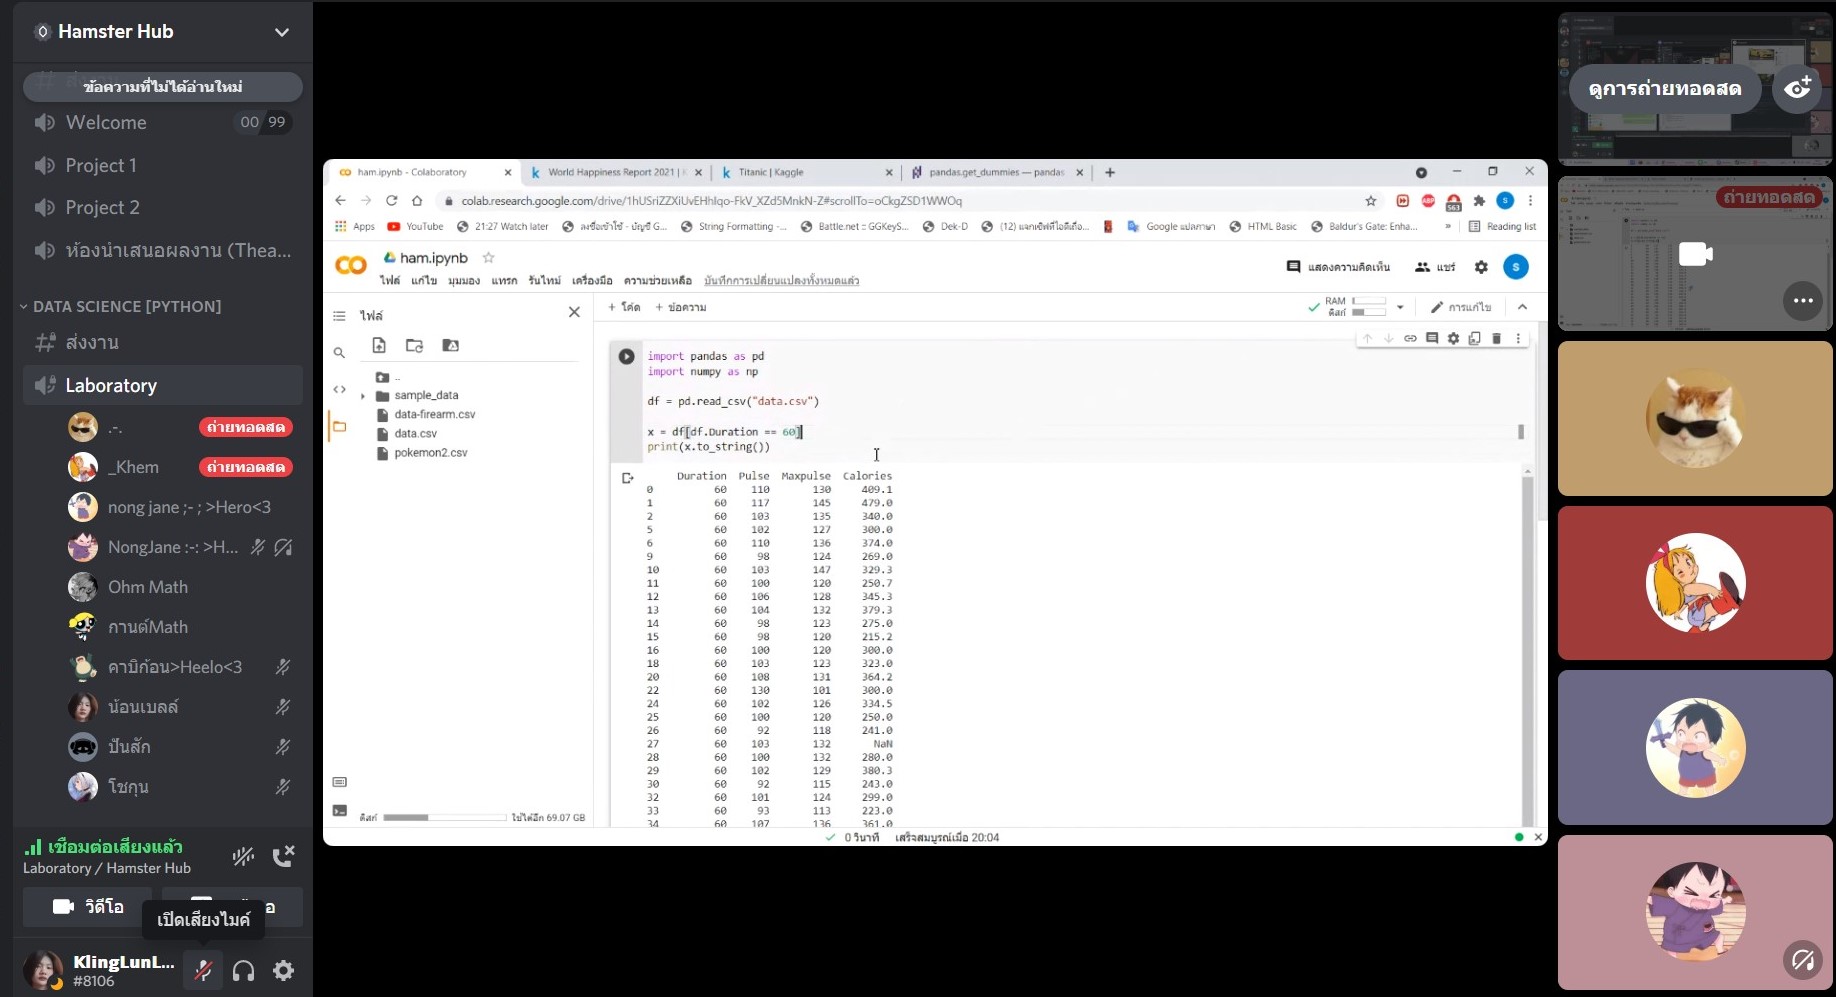 Hamster Hub
ข้อความที่ไม่ได้อ่านใหม่
Welcome
00 99
Project 1
Project 2
ห้องนำเสนอผลงาน (Thea...
DATA SCIENCE [PYTHON]
ส่งงาน
Laboratory
.-. ถ่ายทอดสด
_Khem ถ่ายทอดสด
nong jane ;- ; >Hero<3
NongJane :-: >H...
Ohm Math
กานต์Math
คาบิก้อน>Heelo<3
น้อนเบลล์
ปันสัก
โชกุน
เชื่อมต่อเสียงแล้ว
Laboratory / Hamster Hub
วิดีโอ
เปิดเสียงไมค์
KlingLunL...
#8106
ham.ipynb - Colaboratory
World Happiness Report 2021 |
Titanic | Kaggle
pandas.get_dummies — pandas
colab.research.google.com/drive/1hUSriZZXiUvEHhIqo-FkV_XZd5MnkN-Z#scrollTo=oCkgZSD1WWOq
563
S
Apps
YouTube
21:27 Watch later
ลงชื่อเข้าใช้ - บัญชี G...
String Formatting -...
Battle.net :: GGKeyS...
Dek-D
Google แปลภาษา
HTML Basic
Baldur's Gate: Enha...
»
Reading list
ham.ipynb
ไฟล์ แก้ไข มุมมอง แทรก รันไทม์ เครื่องมือ ความช่วยเหลือ บันทึกการเปลี่ยนแปลงทั้งหมดแล้ว
แสดงความคิดเห็น
แชร์
S
ไฟล์
+ โค้ด + ข้อความ
RAM
ดิสก์
การแก้ไข
..
sample_data
data-firearm.csv
data.csv
pokemon2.csv
ดิสก์ ใช้ได้อีก 69.07 GB
import pandas as pd
import numpy as np
df = pd.read_csv("data.csv")
x = df[df.Duration == 60]
print(x.to_string())
Duration Pulse Maxpulse Calories
0 60 110 130 409.1
1 60 117 145 479.0
2 60 103 135 340.0
5 60 102 127 300.0
6 60 110 136 374.0
9 60 98 124 269.0
10 60 103 147 329.3
11 60 100 120 250.7
12 60 106 128 345.3
13 60 104 132 379.3
14 60 98 123 275.0
15 60 98 120 215.2
16 60 100 120 300.0
18 60 103 123 323.0
20 60 108 131 364.2
22 60 130 101 300.0
24 60 102 126 334.5
25 60 100 120 250.0
26 60 92 118 241.0
27 60 103 132 NaN
28 60 100 132 280.0
29 60 102 129 380.3
30 60 92 115 243.0
32 60 101 124 299.0
33 60 93 113 223.0
34 60 107 136 361.0
0 วินาที เสร็จสมบูรณ์เมื่อ 20:04
ดูการถ่ายทอดสด
ถ่ายทอดสด